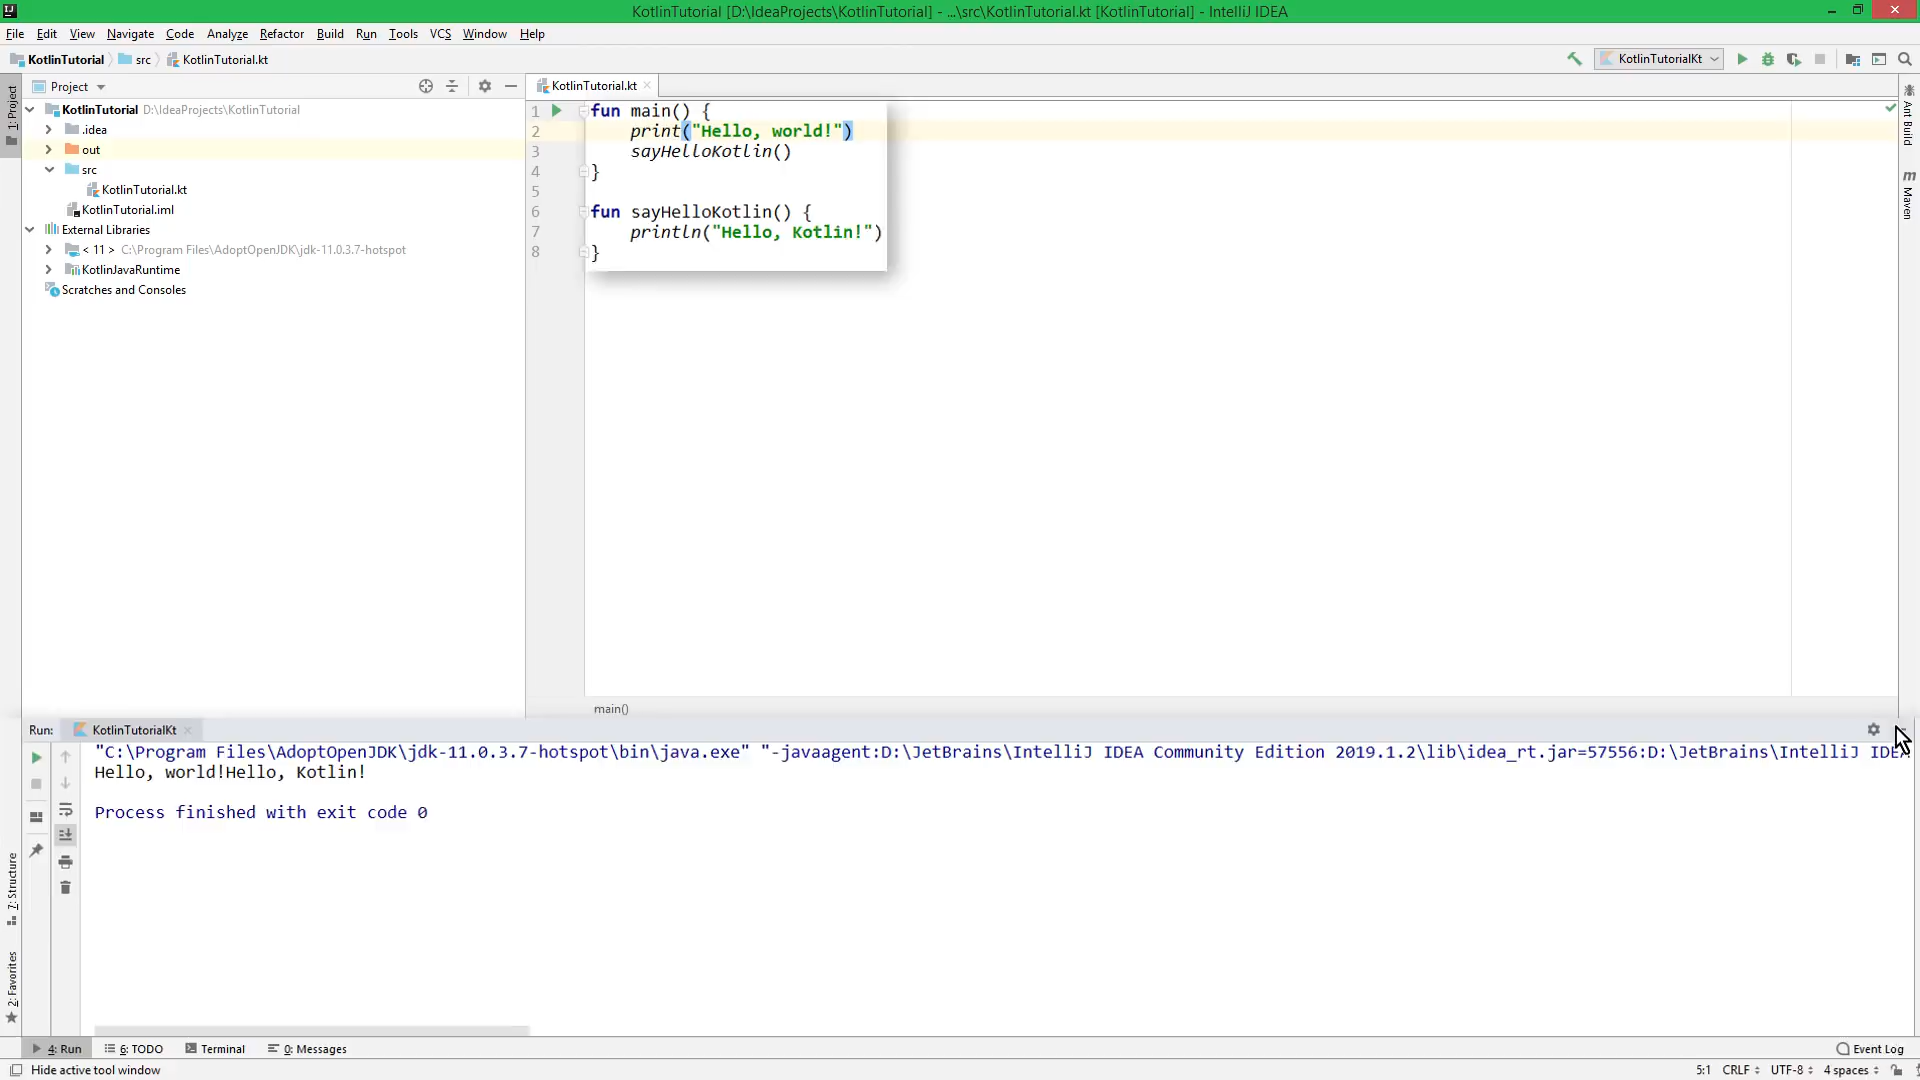 KotlinTutorial [D:\IdeaProjects\KotlinTutorial] - ...\src\KotlinTutorial.kt [KotlinTutorial] - IntelliJ IDEA
File Edit View Navigate Code Analyze Refactor Build Run Tools VCS Window Help
KotlinTutorial src KotlinTutorial.kt KotlinTutorialKt
Project KotlinTutorial.kt
1: Project
KotlinTutorial D:\IdeaProjects\KotlinTutorial
.idea
out
src
KotlinTutorial.kt
KotlinTutorial.iml
External Libraries
< 11 > C:\Program Files\AdoptOpenJDK\jdk-11.0.3.7-hotspot
KotlinJavaRuntime
Scratches and Consoles
1 fun main() {
2 print("Hello, world!")
3 sayHelloKotlin()
4 }
5
6 fun sayHelloKotlin() {
7 println("Hello, Kotlin!")
8 }
Ant Build
m Maven
main()
Run: KotlinTutorialKt
"C:\Program Files\AdoptOpenJDK\jdk-11.0.3.7-hotspot\bin\java.exe" "-javaagent:D:\JetBrains\IntelliJ IDEA Community Edition 2019.1.2\lib\idea_rt.jar=57556:D:\JetBrains\IntelliJ IDEA
Hello, world!Hello, Kotlin!
Process finished with exit code 0
7: Structure
2: Favorites
4: Run 6: TODO Terminal 0: Messages Event Log
Hide active tool window 5:1 CRLF UTF-8 4 spaces